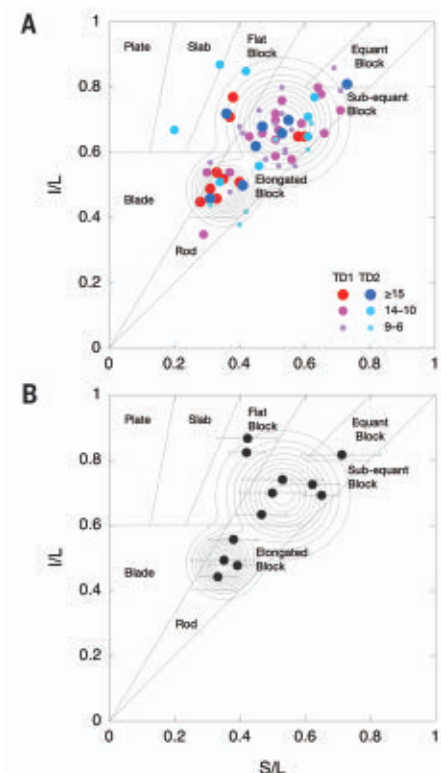 A
1
0.8
0.6
0.4
0.2
0
I/L
Plate
Slab
Flat
Block
Equant
Block
Sub-equant
Block
Elongated
Block
Blade
Rod
TD1 TD2
≥15
14–10
9–6
0 0.2 0.4 0.6 0.8 1
B
1
0.8
0.6
0.4
0.2
0
I/L
Plate
Slab
Flat
Block
Equant
Block
Sub-equant
Block
Elongated
Block
Blade
Rod
0 0.2 0.4 0.6 0.8 1
S/L